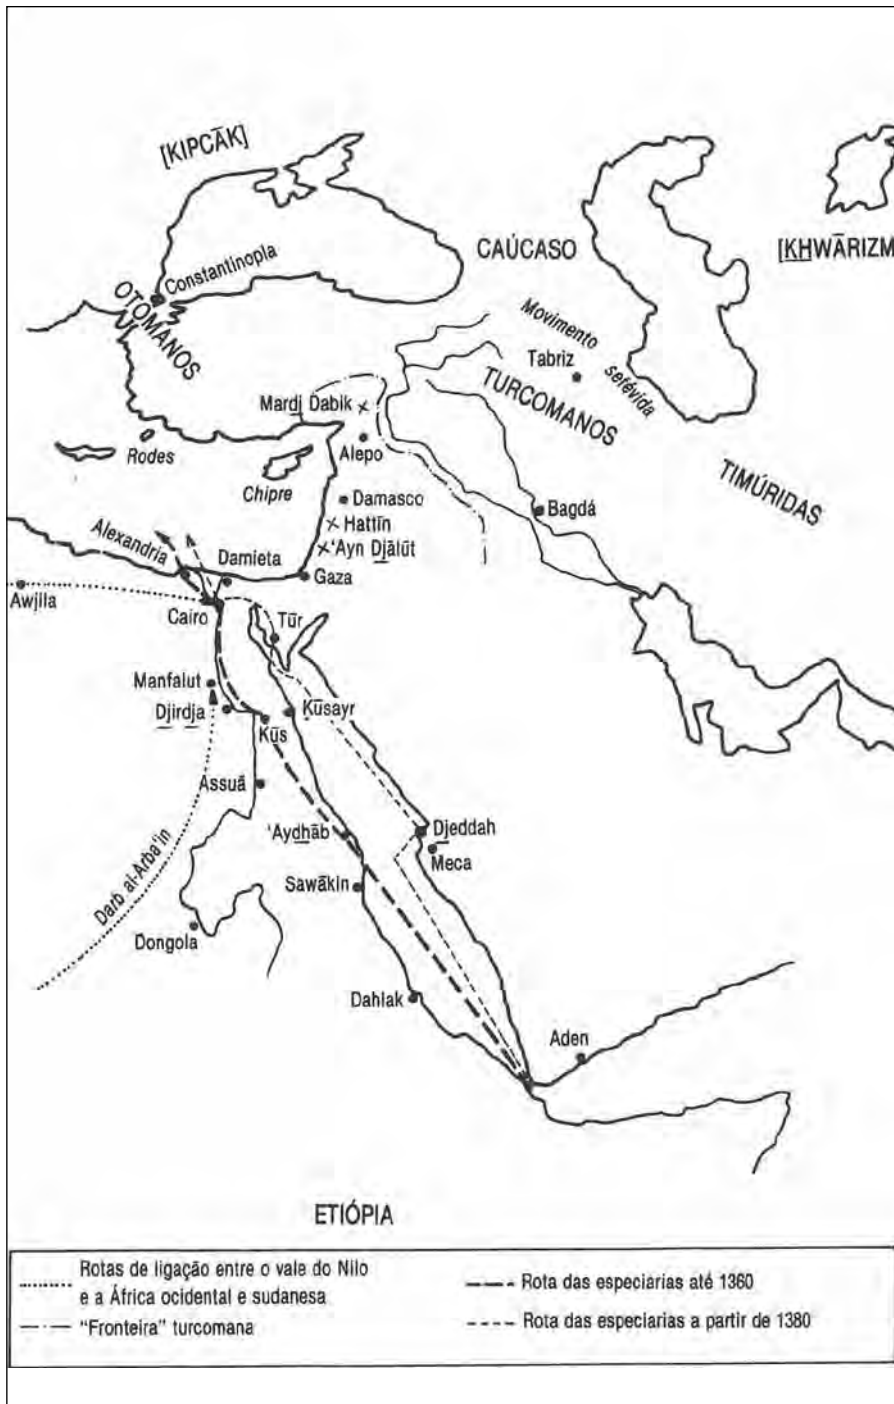 [KIPCĀK]
CAÚCASO
[KHWĀRIZM
Constantinopla
OTOMANOS
Movimento
sefévida
Tabriz
TURCOMANOS
Mardj Dabik
Alepo
Rodes
Chipre
TIMÚRIDAS
Damasco
Bagdá
Hattīn
'Ayn Djālūt
Alexandria
Damieta
Gaza
Awjila
Cairo
Tūr
Manfalut
Djirdja
Kūsayr
Kūs
Assuã
'Aydhāb
Djeddah
Meca
Sawākin
Darb al-Arba'in
Dongola
Dahlak
Aden
ETIÓPIA
Rotas de ligação entre o vale do Nilo
e a África ocidental e sudanesa
"Fronteira" turcomana
Rota das especiarias até 1360
Rota das especiarias a partir de 1380